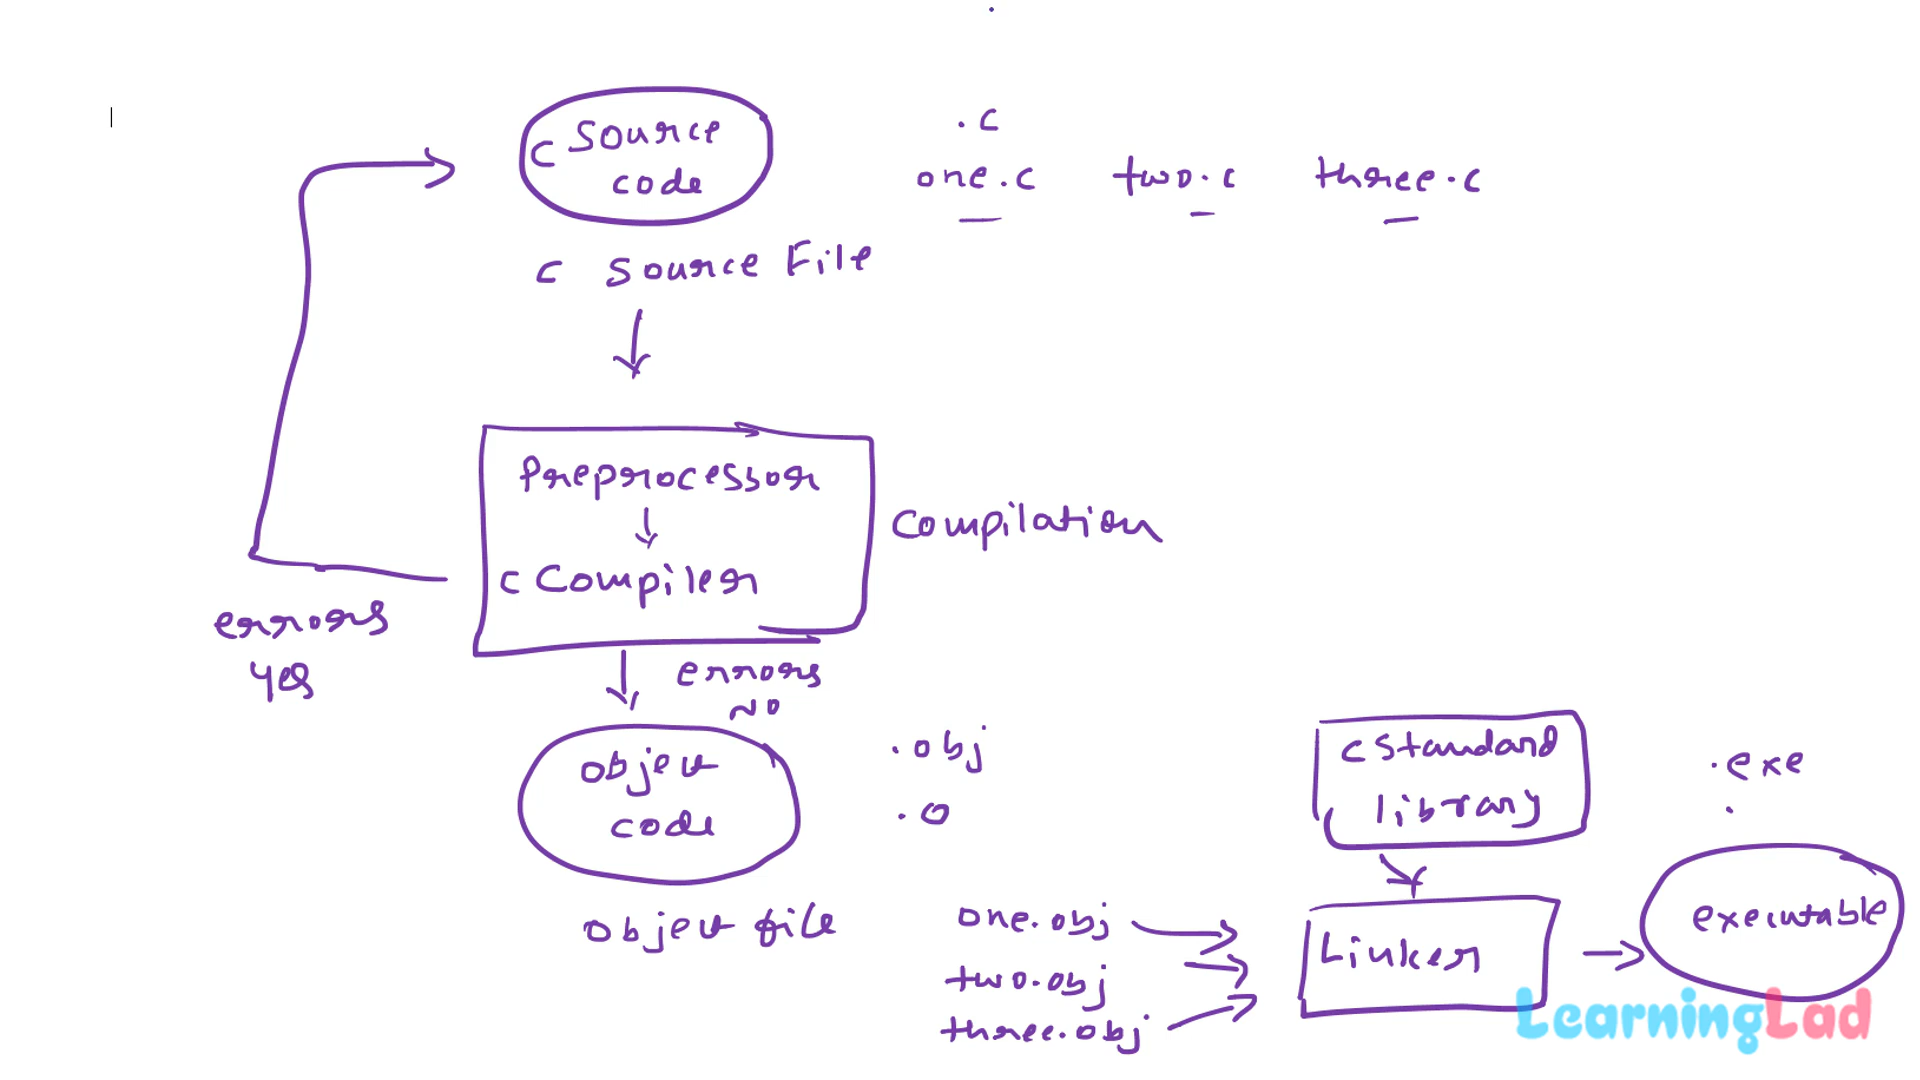 .c
c source
code
one.c two.c three.c
c source File
Preprocessor
c Compiler
Compilation
errors
yes
errors
NO
object
code
.obj
.o
object file
one.obj
two.obj
three.obj
c Standard
library
Linker
.exe
.
executable
LearningLad